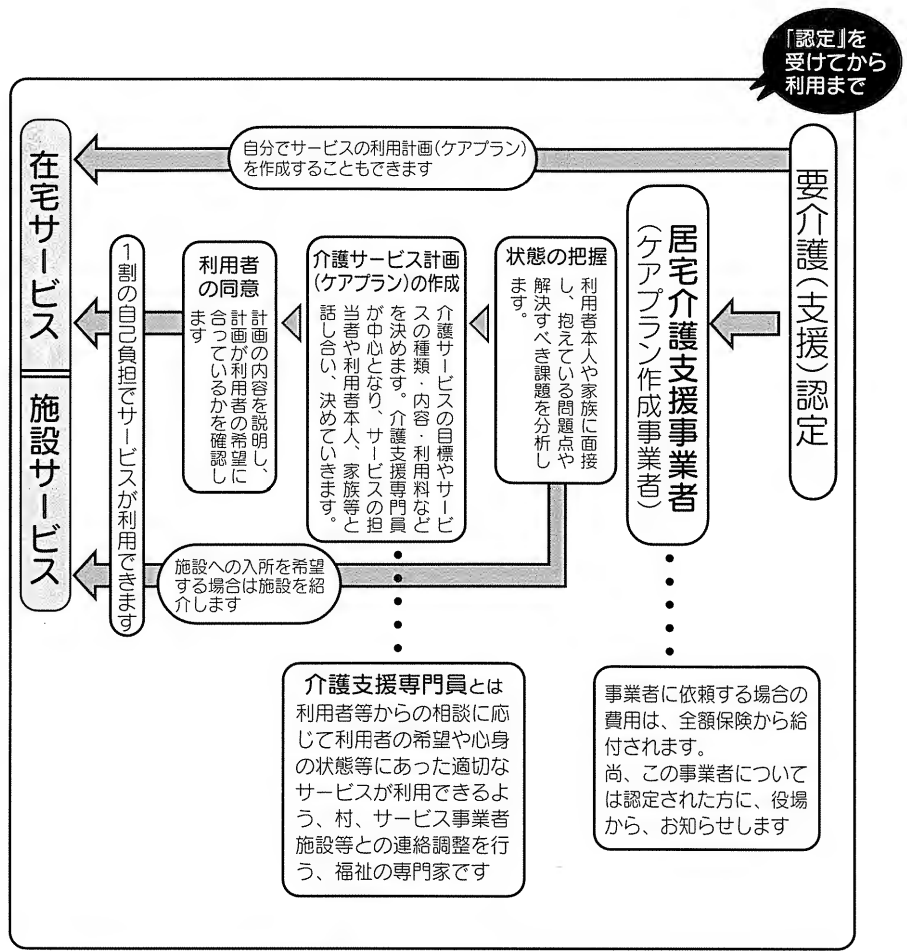 『認定』を
受けてから
利用まで
要介護（支援）認定
自分でサービスの利用計画(ケアプラン)
を作成することもできます
居宅介護支援事業者
（ケアプラン作成事業者）
状態の把握
利用者本人や家族に面接
し、抱えている問題点や
解決すべき課題を分析し
ます。
介護サービス計画
(ケアプラン)の作成
介護サービスの目標やサービ
スの種類・内容・利用料など
を決めます。介護支援専門員
が中心となり、サービスの担
当者や利用者本人、家族等と
話し合い、決めていきます。
利用者
の同意
計画の内容を説明し、
計画が利用者の希望に
合っているかを確認し
ます
1割の自己負担でサービスが利用できます
施設への入所を希望
する場合は施設を紹
介します
在宅サービス
施設サービス
事業者に依頼する場合の
費用は、全額保険から給
付されます。
尚、この事業者について
は認定された方に、役場
から、お知らせします
介護支援専門員とは
利用者等からの相談に応
じて利用者の希望や心身
の状態等にあった適切な
サービスが利用できるよ
う、村、サービス事業者
施設等との連絡調整を行
う、福祉の専門家です